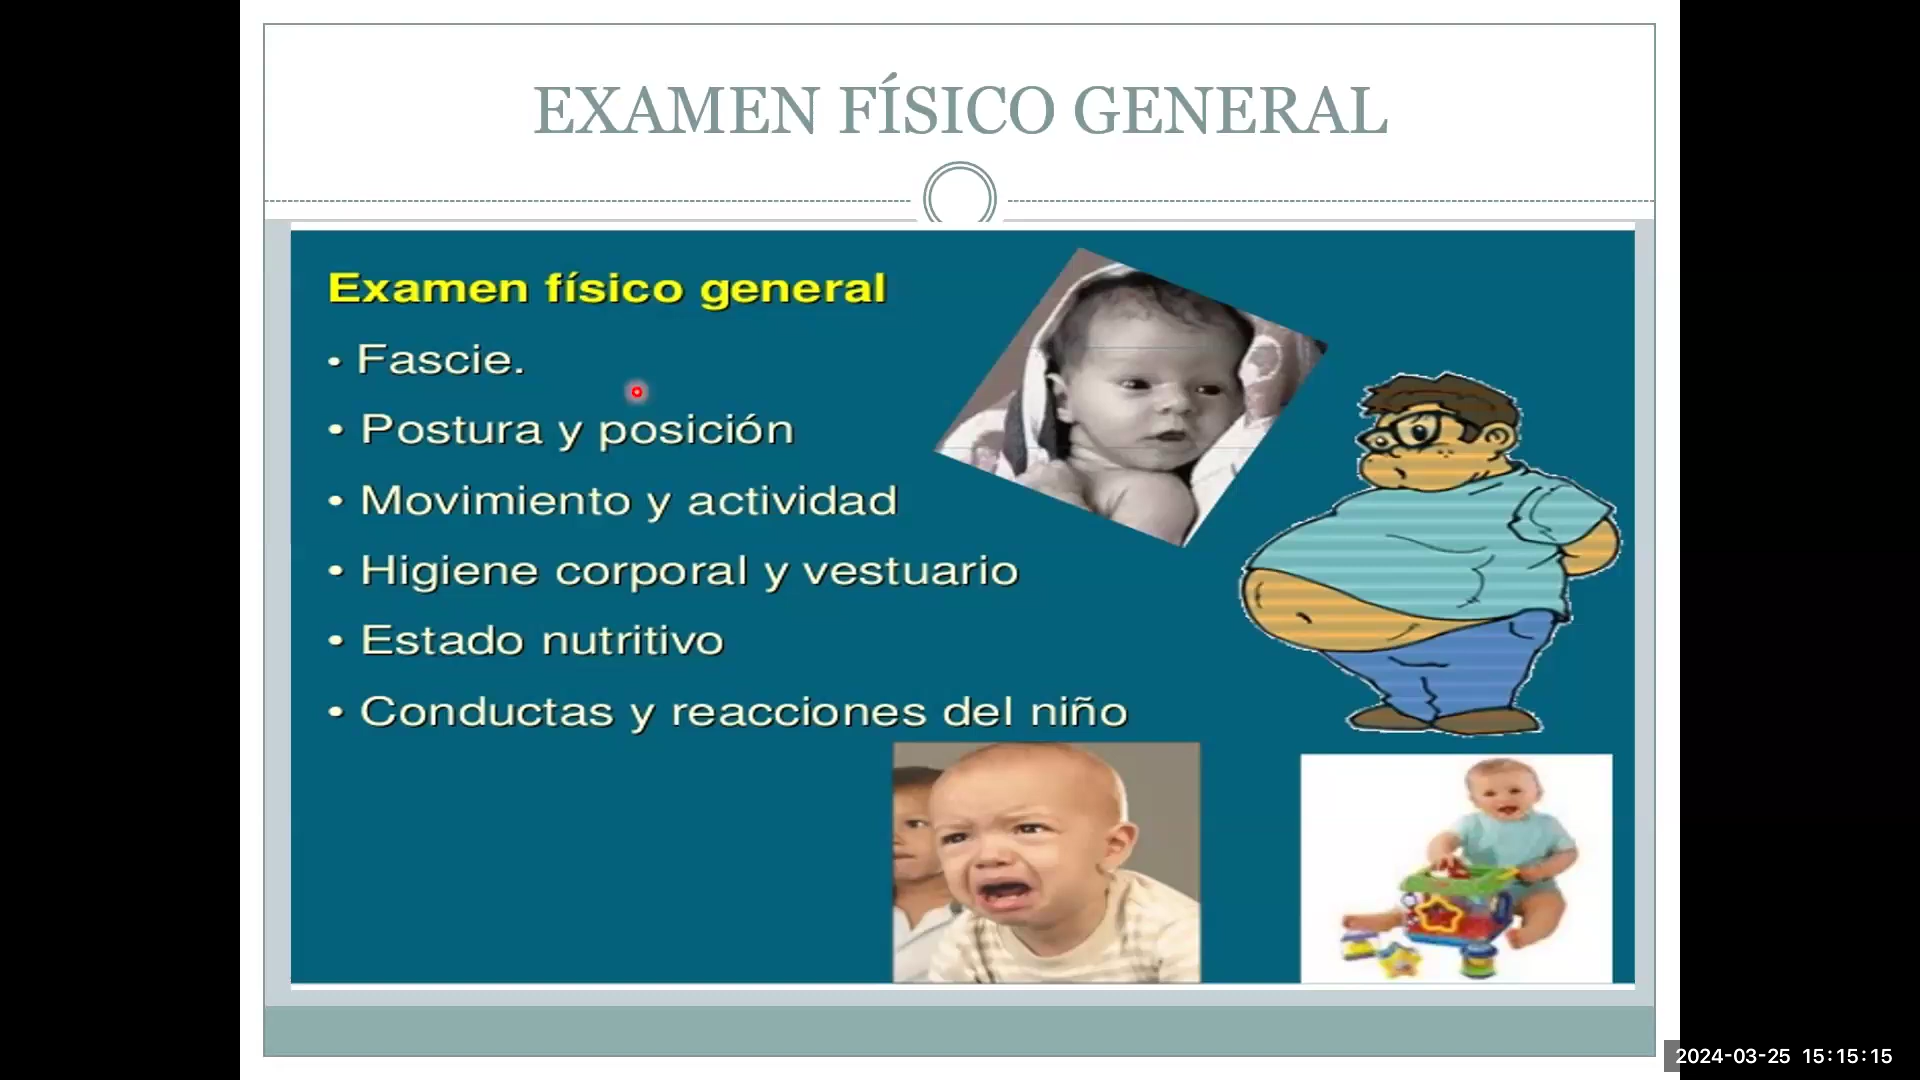 EXAMEN FÍSICO GENERAL
Examen físico general
• Fascie.
• Postura y posición
• Movimiento y actividad
• Higiene corporal y vestuario
• Estado nutritivo
• Conductas y reacciones del niño
2024-03-25 15:15:15